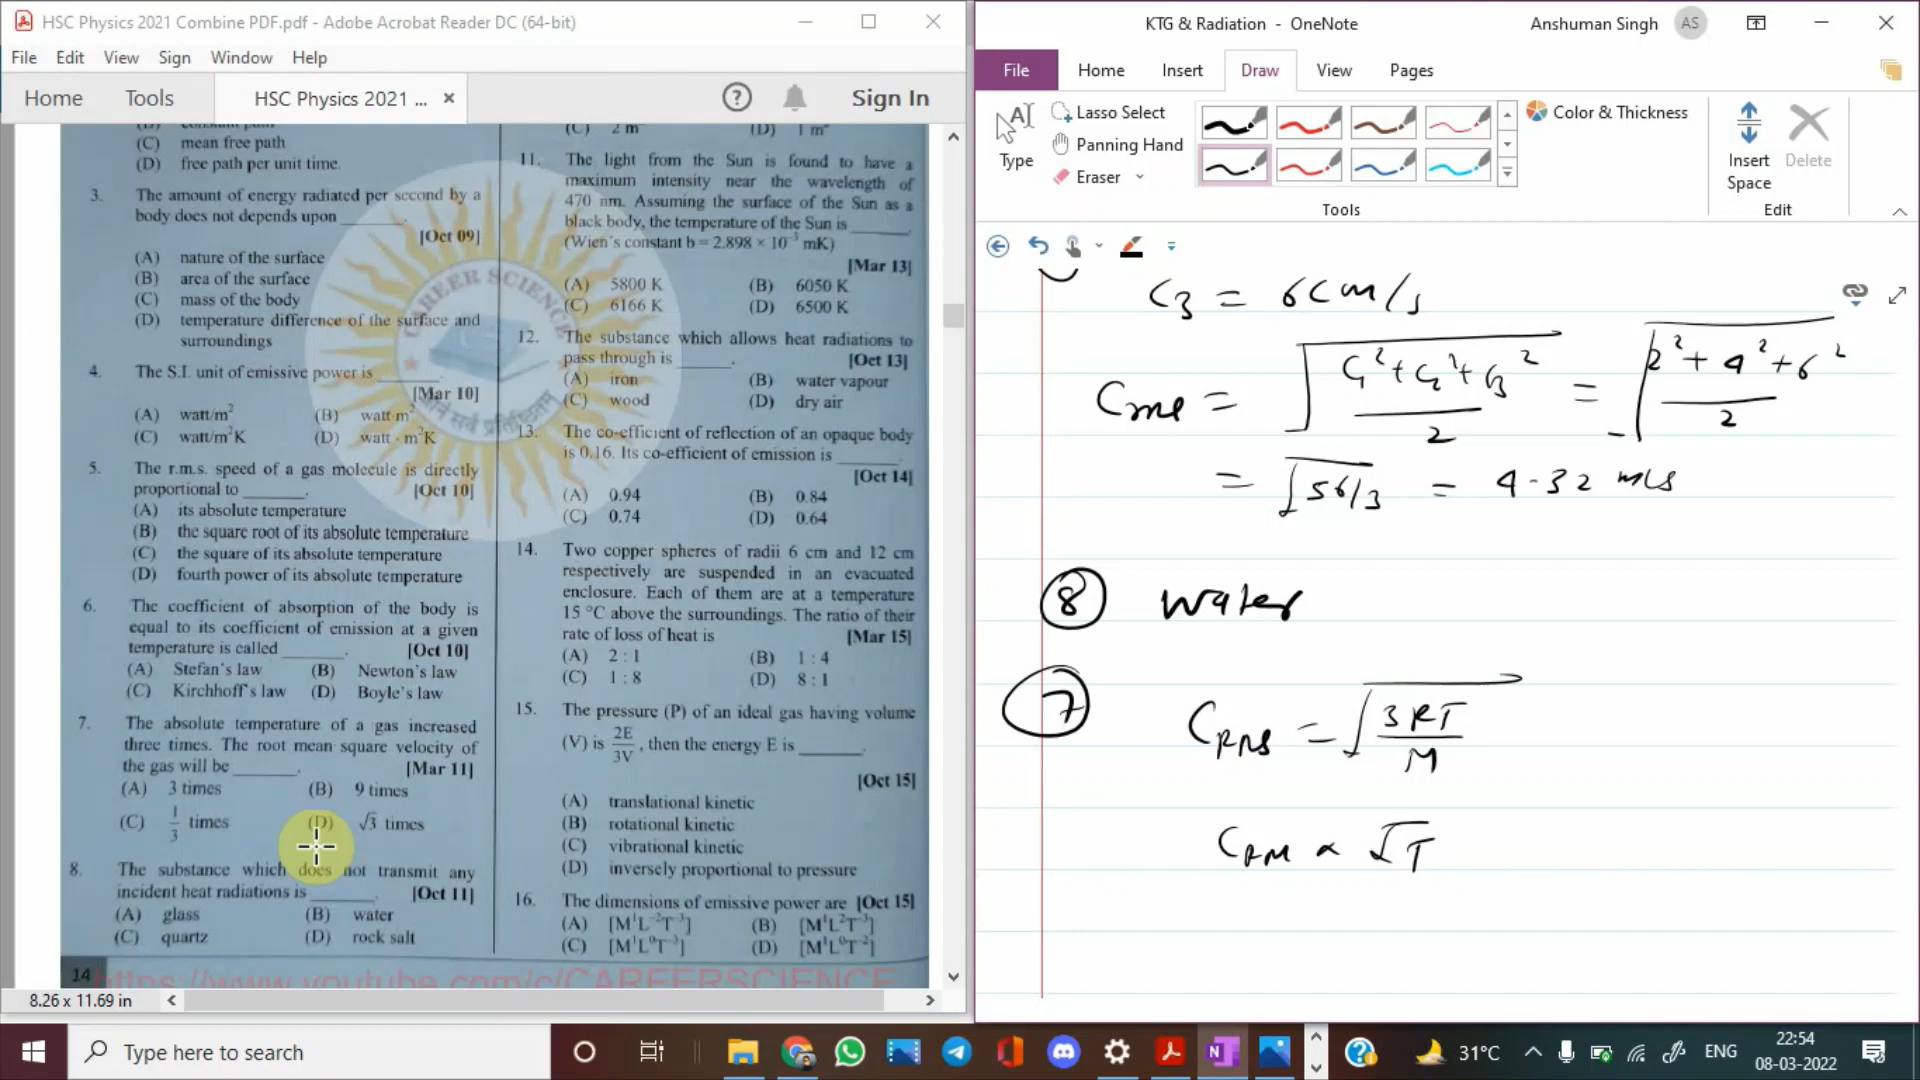 HSC Physics 2021 Combine PDF.pdf - Adobe Acrobat Reader DC (64-bit)
File Edit View Sign Window Help
Home Tools HSC Physics 2021 ... × Sign In
(C) mean free path
(D) free path per unit time.
3. The amount of energy radiated per second by a
body does not depends upon ______.
[Oct 09]
(A) nature of the surface
(B) area of the surface
(C) mass of the body
(D) temperature difference of the surface and
surroundings
4. The S.I. unit of emissive power is ______.
[Mar 10]
(A) watt/m² (B) watt·m²
(C) watt/m²K (D) watt · m²K
5. The r.m.s. speed of a gas molecule is directly
proportional to ______. [Oct 10]
(A) its absolute temperature
(B) the square root of its absolute temperature
(C) the square of its absolute temperature
(D) fourth power of its absolute temperature
6. The coefficient of absorption of the body is
equal to its coefficient of emission at a given
temperature is called ______. [Oct 10]
(A) Stefan's law (B) Newton's law
(C) Kirchhoff's law (D) Boyle's law
7. The absolute temperature of a gas increased
three times. The root mean square velocity of
the gas will be ______. [Mar 11]
(A) 3 times (B) 9 times
(C) 1/3 times (D) √3 times
8. The substance which does not transmit any
incident heat radiations is ______. [Oct 11]
(A) glass (B) water
(C) quartz (D) rock salt
14
(C) 2 m (D) 1 m²
11. The light from the Sun is found to have a
maximum intensity near the wavelength of
470 nm. Assuming the surface of the Sun as a
black body, the temperature of the Sun is ______.
(Wien's constant b = 2.898 × 10⁻³ mK)
[Mar 13]
(A) 5800 K (B) 6050 K
(C) 6166 K (D) 6500 K
12. The substance which allows heat radiations to
pass through is ______. [Oct 13]
(A) iron (B) water vapour
(C) wood (D) dry air
13. The co-efficient of reflection of an opaque body
is 0.16. Its co-efficient of emission is ______.
[Oct 14]
(A) 0.94 (B) 0.84
(C) 0.74 (D) 0.64
14. Two copper spheres of radii 6 cm and 12 cm
respectively are suspended in an evacuated
enclosure. Each of them are at a temperature
15 °C above the surroundings. The ratio of their
rate of loss of heat is [Mar 15]
(A) 2 : 1 (B) 1 : 4
(C) 1 : 8 (D) 8 : 1
15. The pressure (P) of an ideal gas having volume
(V) is 2E/3V, then the energy E is ______.
[Oct 15]
(A) translational kinetic
(B) rotational kinetic
(C) vibrational kinetic
(D) inversely proportional to pressure
16. The dimensions of emissive power are [Oct 15]
(A) [M¹L⁻²T⁻³] (B) [M¹L²T⁻³]
(C) [M¹L⁰T⁻³] (D) [M¹L⁰T⁻²]
CAREER SCIENCE
https://www.youtube.com/c/CAREERSCIENCE
8.26 x 11.69 in
KTG & Radiation - OneNote Anshuman Singh AS
File Home Insert Draw View Pages
Type
Lasso Select
Panning Hand
Eraser
Color & Thickness
Insert Space
Delete
Tools Edit
C₃ = 6cm/s
Crms = √(C₁²+C₂²+C₃²/2) = √(2²+4²+6²/2)
= √56/3 = 4.32 m/s
8 water
7 CRMS = √(3RT/M)
CRM ∝ √T
Type here to search
31°C ENG 22:54
08-03-2022